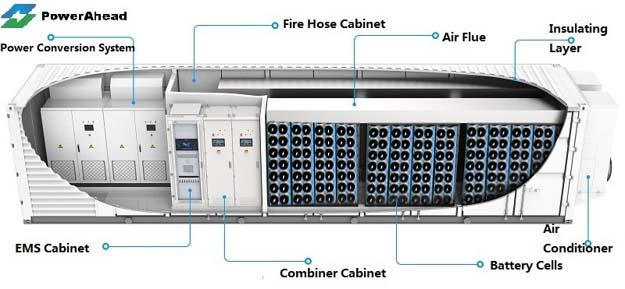 PowerAhead
Fire Hose Cabinet
Insulating
Layer
Air Flue
Power Conversion System
EMS Cabinet
Combiner Cabinet
Battery Cells
Air
Conditioner